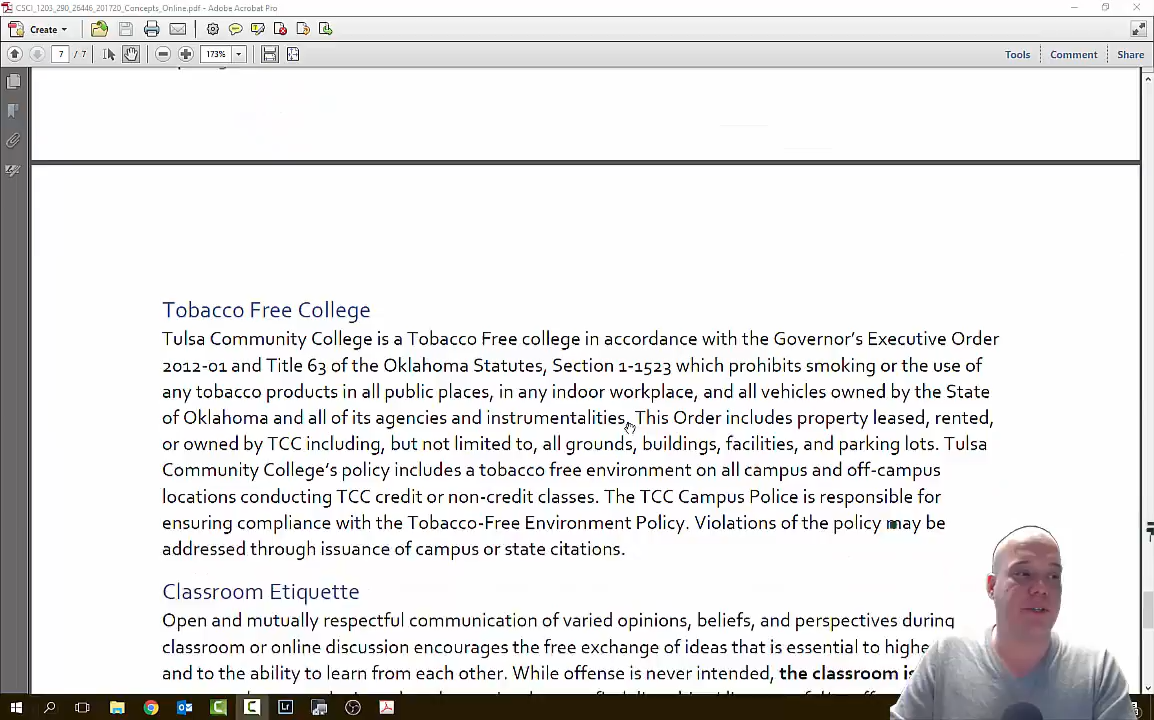 CSCI_1203_290_26446_201720_Concepts_Online.pdf - Adobe Acrobat Pro
Create
7 / 7
173%
Tools Comment Share
Tobacco Free College
Tulsa Community College is a Tobacco Free college in accordance with the Governor's Executive Order
2012-01 and Title 63 of the Oklahoma Statutes, Section 1-1523 which prohibits smoking or the use of
any tobacco products in all public places, in any indoor workplace, and all vehicles owned by the State
of Oklahoma and all of its agencies and instrumentalities. This Order includes property leased, rented,
or owned by TCC including, but not limited to, all grounds, buildings, facilities, and parking lots. Tulsa
Community College's policy includes a tobacco free environment on all campus and off-campus
locations conducting TCC credit or non-credit classes. The TCC Campus Police is responsible for
ensuring compliance with the Tobacco-Free Environment Policy. Violations of the policy may be
addressed through issuance of campus or state citations.
Classroom Etiquette
Open and mutually respectful communication of varied opinions, beliefs, and perspectives during
classroom or online discussion encourages the free exchange of ideas that is essential to highe
and to the ability to learn from each other. While offense is never intended, the classroom is